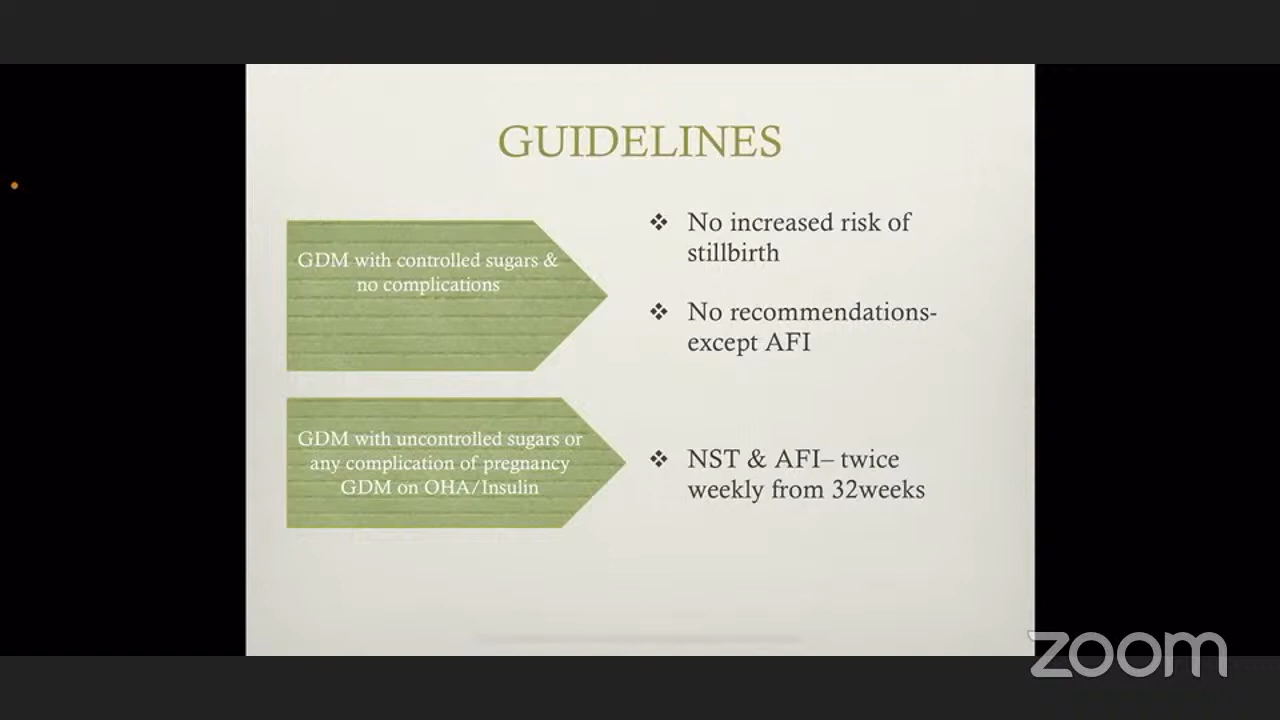 GUIDELINES
GDM with controlled sugars &
no complications
❖ No increased risk of
stillbirth
❖ No recommendations-
except AFI
GDM with uncontrolled sugars or
any complication of pregnancy
GDM on OHA/Insulin
❖ NST & AFI– twice
weekly from 32weeks
zoom